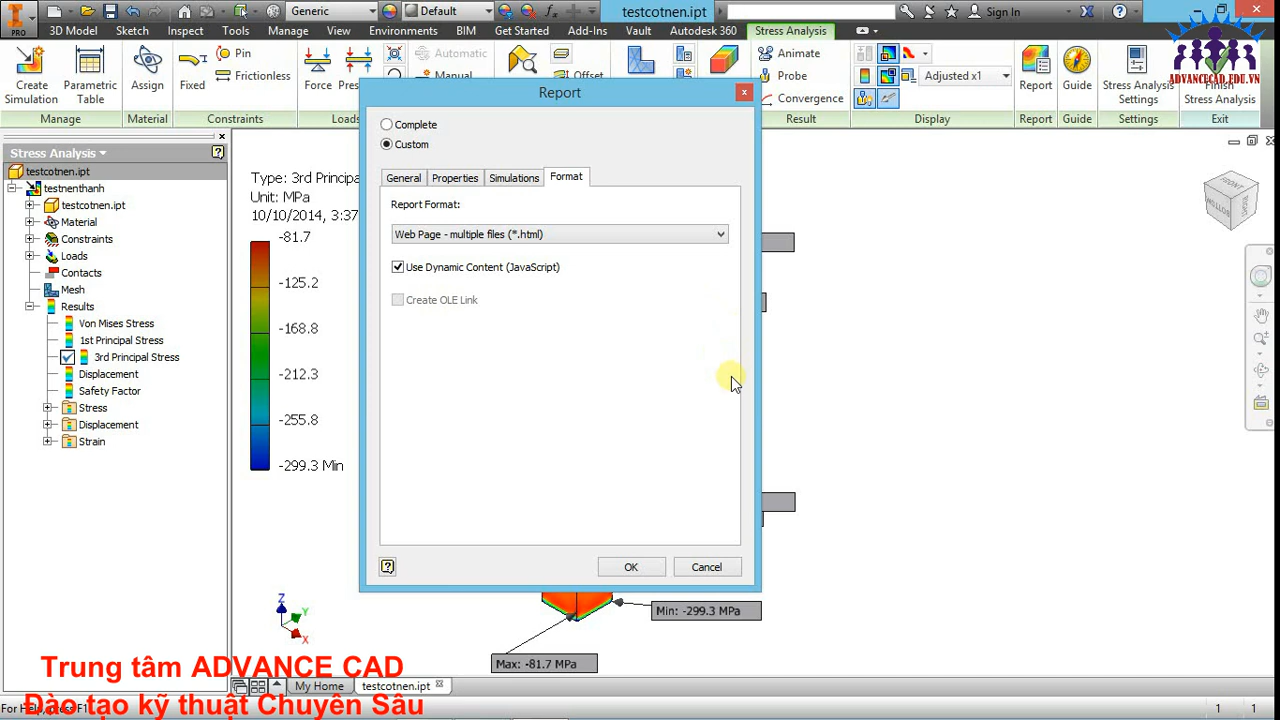 PRO
Generic
Default
testcotnen.ipt
Sign In
ADVANCECAD.EDU.VN
3D Model Sketch Inspect Tools Manage View Environments BIM Get Started Add-Ins Vault Autodesk 360 Stress Analysis
Create Simulation
Parametric Table
Assign
Fixed
Pin
Frictionless
Force
Automatic
Manual
Offset
Animate
Probe
Convergence
Adjusted x1
Report
Guide
Stress Analysis Settings
Finish Stress Analysis
Manage Material Constraints Result Display Report Guide Settings Exit
Stress Analysis
testcotnen.ipt
testnenthanh
testcotnen.ipt
Material
Constraints
Loads
Contacts
Mesh
Results
Von Mises Stress
1st Principal Stress
3rd Principal Stress
Displacement
Safety Factor
Stress
Displacement
Strain
Type: 3rd Principa
Unit: MPa
10/10/2014, 3:37
-81.7
-125.2
-168.8
-212.3
-255.8
-299.3 Min
Report
Complete
Custom
General Properties Simulations Format
Report Format:
Web Page - multiple files (*.html)
Use Dynamic Content (JavaScript)
Create OLE Link
OK Cancel
FRONT
BOTTOM
Min: -299.3 MPa
Max: -81.7 MPa
Z
Y
X
My Home testcotnen.ipt
Trung tâm ADVANCE CAD
Đào tạo kỹ thuật Chuyên Sâu
1 1